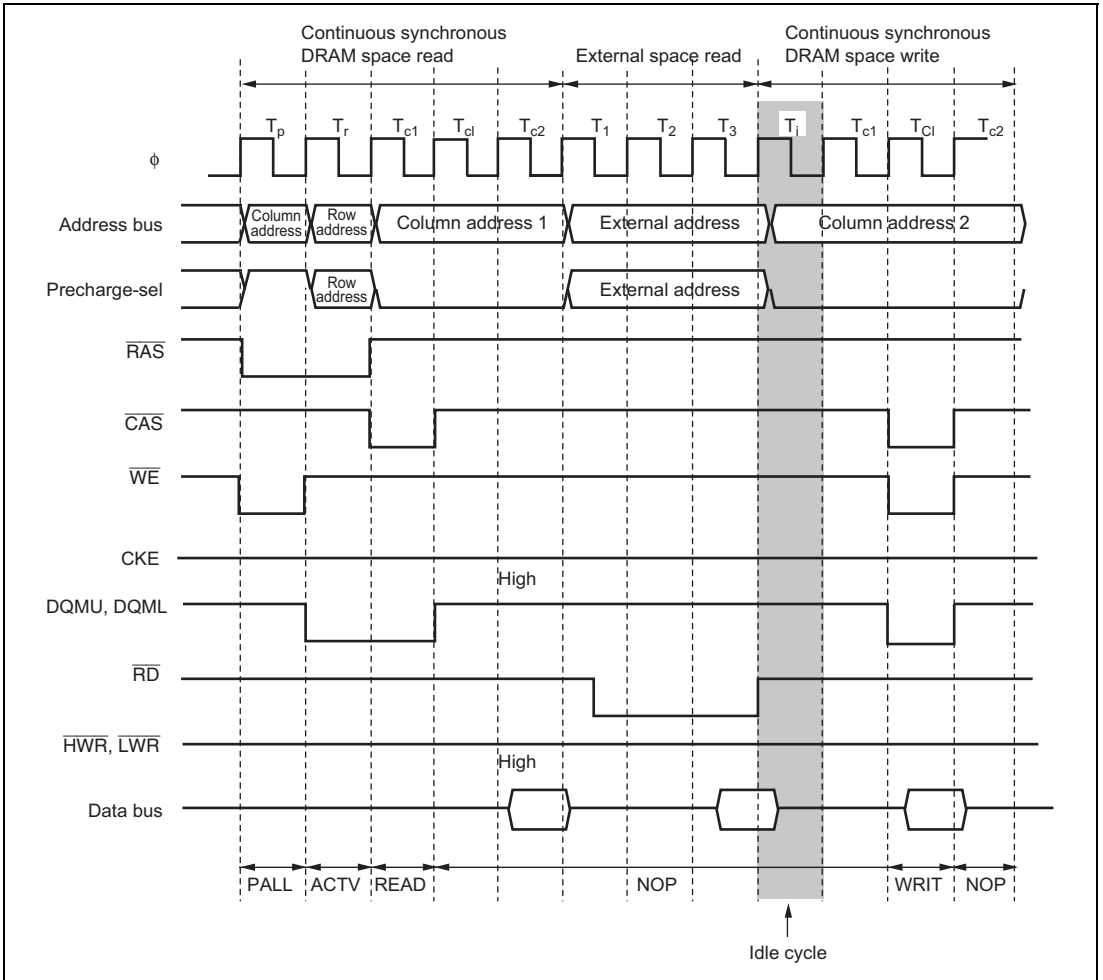 Continuous synchronous
DRAM space read
External space read
Continuous synchronous
DRAM space write
Tp Tr Tc1 Tcl Tc2 T1 T2 T3 Ti Tc1 TCl Tc2
ϕ
Address bus
Column address
Row address
Column address 1
External address
Column address 2
Precharge-sel
Row address
External address
RAS
CAS
WE
CKE
High
DQMU, DQML
RD
HWR, LWR
High
Data bus
PALL ACTV READ NOP WRIT NOP
Idle cycle